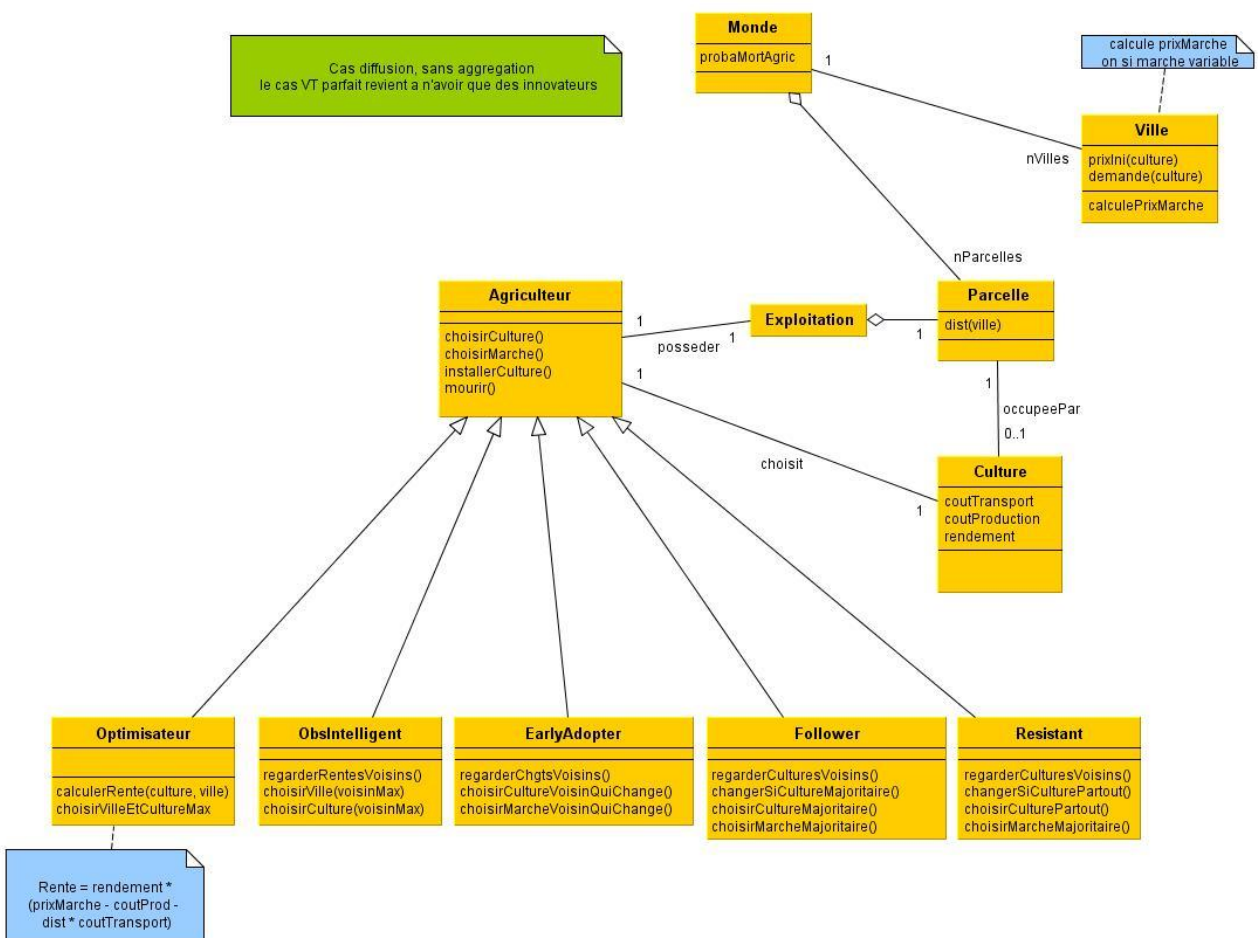 Monde
probaMortAgric
Cas diffusion, sans aggregation
le cas VT parfait revient a n'avoir que des innovateurs
calcule prixMarche
on si marche variable
1
nVilles
Ville
prixIni(culture)
demande(culture)
calculePrixMarche
nParcelles
Agriculteur
choisirCulture()
choisirMarche()
installerCulture()
mourir()
1
posseder
1
Exploitation
1
Parcelle
dist(ville)
1
occupeePar
0..1
1
choisit
1
Culture
coutTransport
coutProduction
rendement
Optimisateur
calculerRente(culture, ville)
choisirVilleEtCultureMax
ObsIntelligent
regarderRentesVoisins()
choisirVille(voisinMax)
choisirCulture(voisinMax)
EarlyAdopter
regarderChgtsVoisins()
choisirCultureVoisinQuiChange()
choisirMarcheVoisinQuiChange()
Follower
regarderCulturesVoisins()
changerSiCultureMajoritaire()
choisirCultureMajoritaire()
choisirMarcheMajoritaire()
Resistant
regarderCulturesVoisins()
changerSiCulturePartout()
choisirCulturePartout()
choisirMarcheMajoritaire()
Rente = rendement *
(prixMarche - coutProd -
dist * coutTransport)